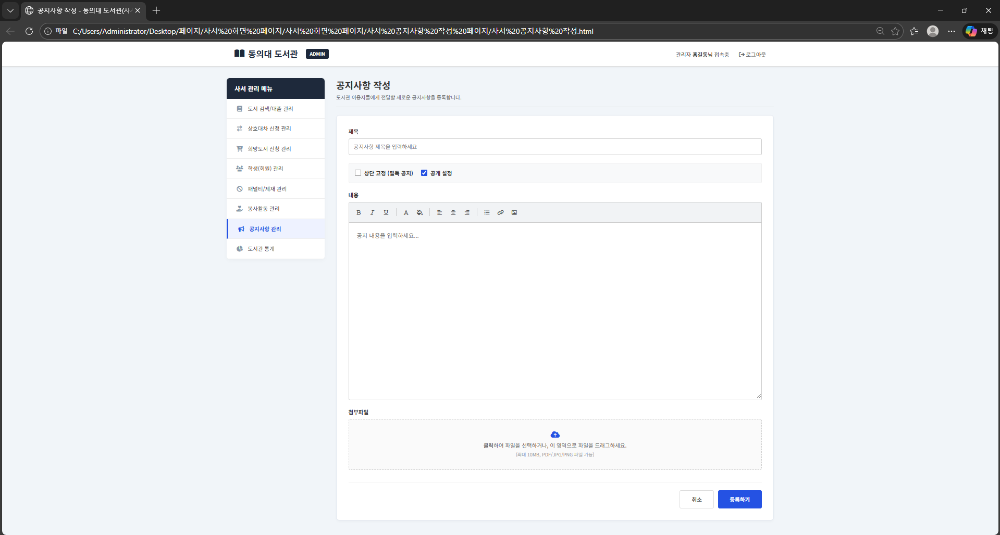 공지사항 작성 - 동의대 도서관(사
파일 C:/Users/Administrator/Desktop/페이지/사서%20화면%20페이지/사서%20화면%20페이지/사서%20공지사항%20작성%20페이지/사서%20공지사항%20작성.html
채팅
동의대 도서관 ADMIN
관리자 홍길동님 접속중 로그아웃
사서 관리 메뉴
도서 검색/대출 관리
상호대차 신청 관리
희망도서 신청 관리
학생(회원) 관리
패널티/제재 관리
봉사활동 관리
공지사항 관리
도서관 통계
공지사항 작성
도서관 이용자들에게 전달할 새로운 공지사항을 등록합니다.
제목
공지사항 제목을 입력하세요
상단 고정 (필독 공지) 공개 설정
내용
B I U A
공지 내용을 입력하세요...
첨부파일
클릭하여 파일을 선택하거나, 이 영역으로 파일을 드래그하세요.
(최대 10MB, PDF/JPG/PNG 파일 가능)
취소 등록하기